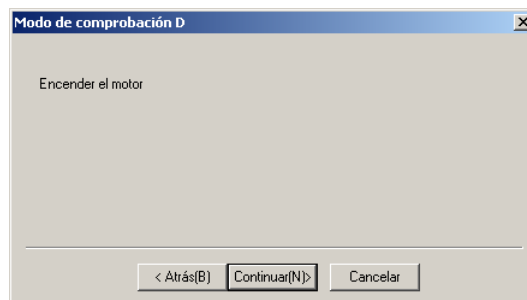 Modo de comprobación D
Encender el motor
< Atrás(B) Continuar(N)> Cancelar